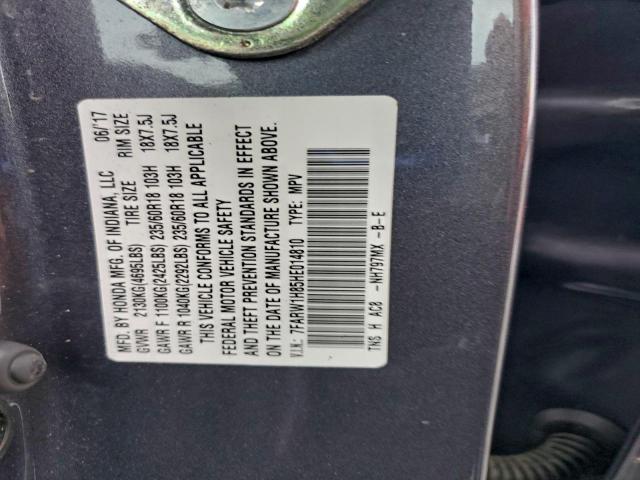 MFD. BY HONDA MFG. OF INDIANA, LLC 06/'17
GVWR 2130KG(4695LBS) TIRE SIZE RIM SIZE
GAWR F 1100KG(2425LBS) 235/60R18 103H 18X7.5J
GAWR R 1040KG(2292LBS) 235/60R18 103H 18X7.5J
THIS VEHICLE CONFORMS TO ALL APPLICABLE
FEDERAL MOTOR VEHICLE SAFETY
AND THEFT PREVENTION STANDARDS IN EFFECT
ON THE DATE OF MANUFACTURE SHOWN ABOVE.
V.I.N.: 7FARW1H85HE014810 TYPE: MPV
TNS H AC0 -NH797MX -B-E